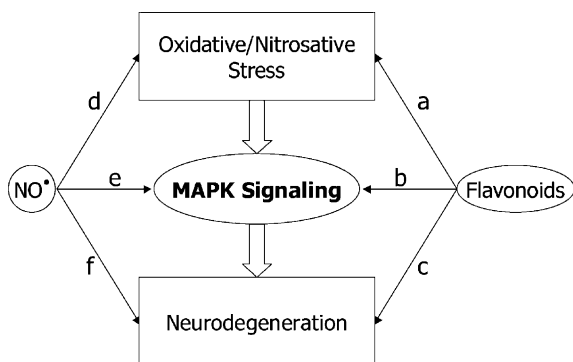 Oxidative/Nitrosative
Stress
d
a
NO•
e
MAPK Signaling
b
Flavonoids
f
c
Neurodegeneration